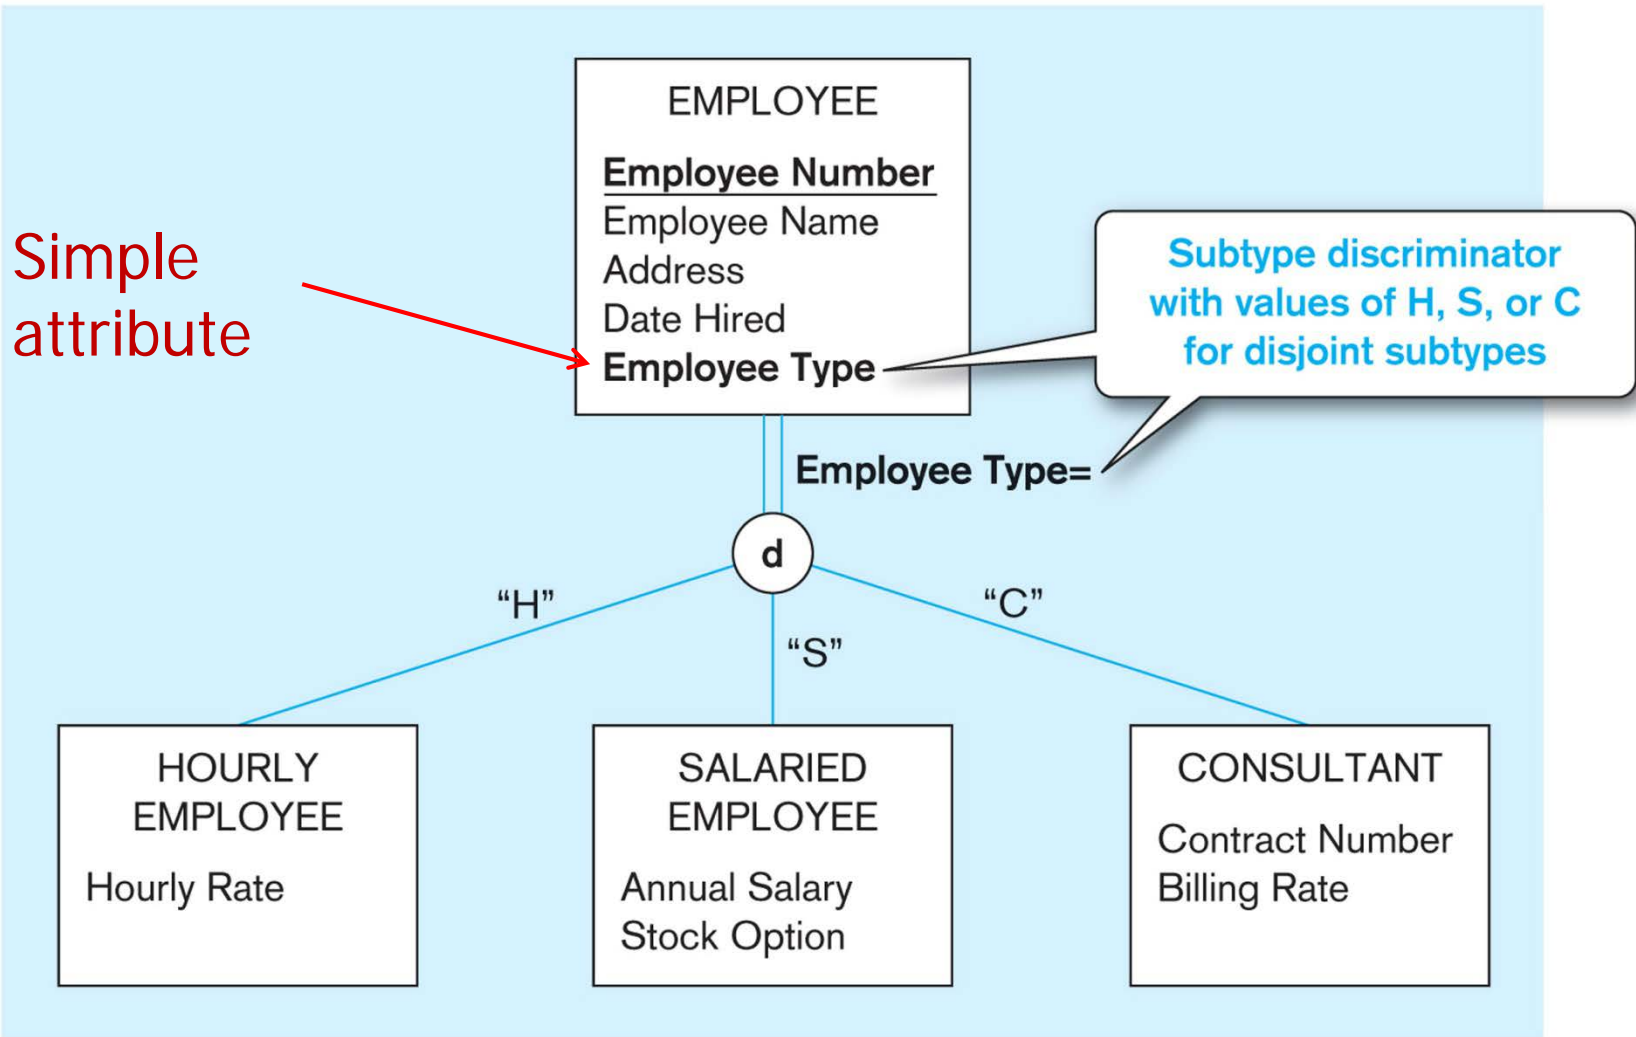 EMPLOYEE
Employee Number
Employee Name
Address
Date Hired
Employee Type
Simple
attribute
Subtype discriminator
with values of H, S, or C
for disjoint subtypes
Employee Type=
d
“H”
“S”
“C”
HOURLY
EMPLOYEE
Hourly Rate
SALARIED
EMPLOYEE
Annual Salary
Stock Option
CONSULTANT
Contract Number
Billing Rate